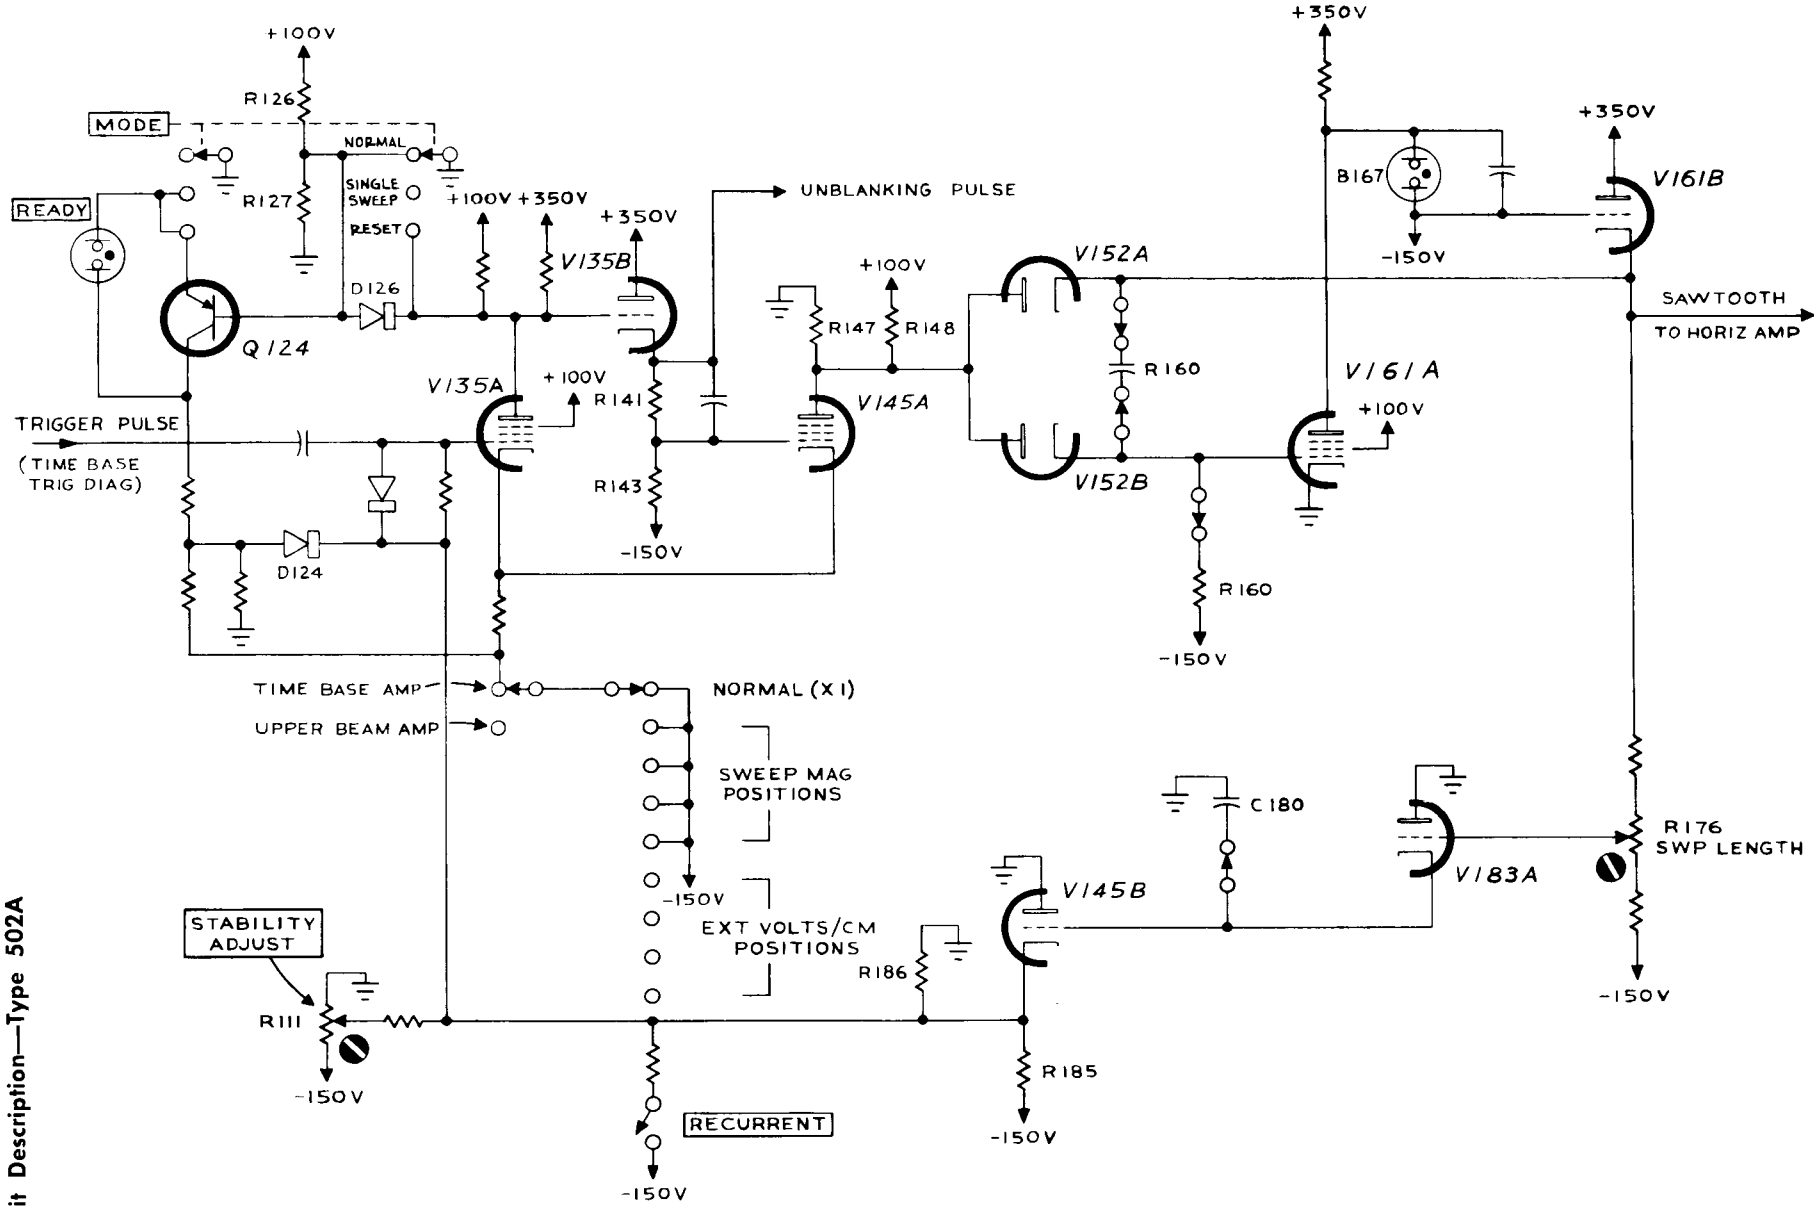 +100V
R126
MODE
NORMAL
SINGLE
SWEEP
RESET
R127
READY
+100V
+350V
+350V
V135B
UNBLANKING PULSE
D126
Q124
V135A
+100V
R141
R143
-150V
TRIGGER PULSE
(TIME BASE
TRIG DIAG)
D124
+100V
R147
R148
V145A
V152A
V152B
R160
R160
-150V
+350V
B167
-150V
+350V
V161B
V161A
+100V
SAWTOOTH
TO HORIZ AMP
TIME BASE AMP
UPPER BEAM AMP
NORMAL (X1)
SWEEP MAG
POSITIONS
-150V
EXT VOLTS/CM
POSITIONS
STABILITY
ADJUST
R111
-150V
RECURRENT
-150V
R186
V145B
R185
-150V
C180
V183A
R176
SWP LENGTH
-150V
it Description—Type 502A